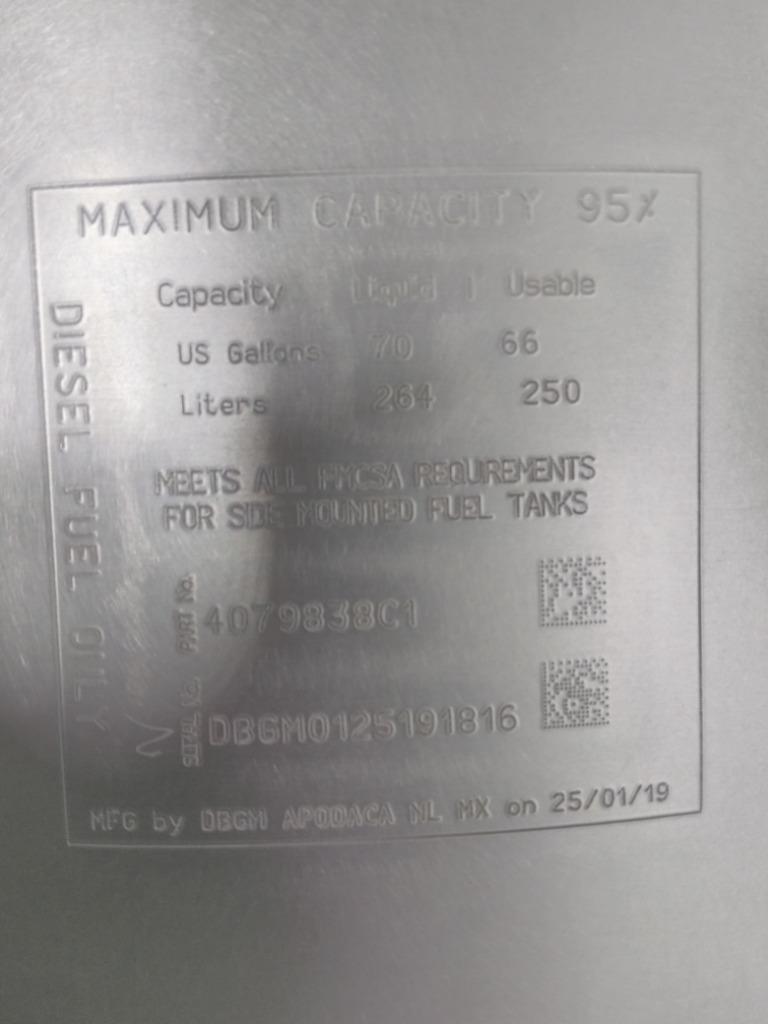 MAXIMUM CAPACITY 95%
Capacity Liquid | Usable
US Gallons 70 66
Liters 264 250
DIESEL FUEL ONLY
MEETS ALL FMCSA REQUIREMENTS
FOR SIDE MOUNTED FUEL TANKS
PART No. 4079838C1
SERIAL No. DBGM0125191816
MFG by DBGM APODACA NL MX on 25/01/19